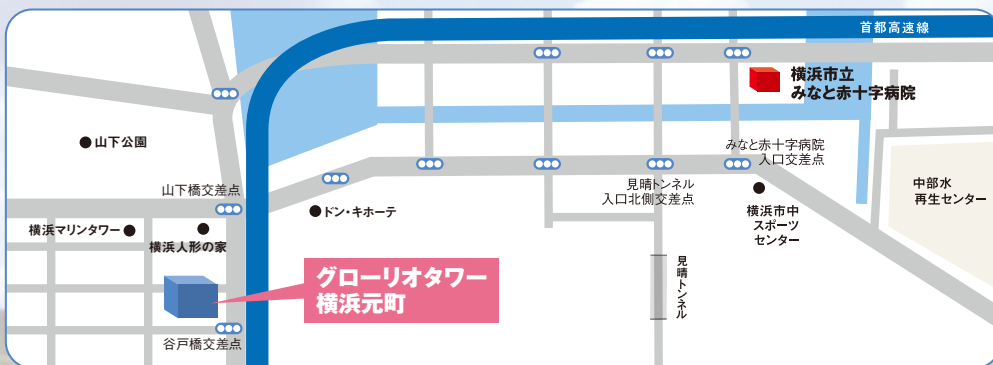 首都高速線
横浜市立
みなと赤十字病院
山下公園
みなと赤十字病院
入口交差点
山下橋交差点
見晴トンネル
入口北側交差点
中部水
再生センター
ドン・キホーテ
横浜市中
スポーツ
センター
横浜マリンタワー
横浜人形の家
見晴トンネル
グローリオタワー
横浜元町
谷戸橋交差点